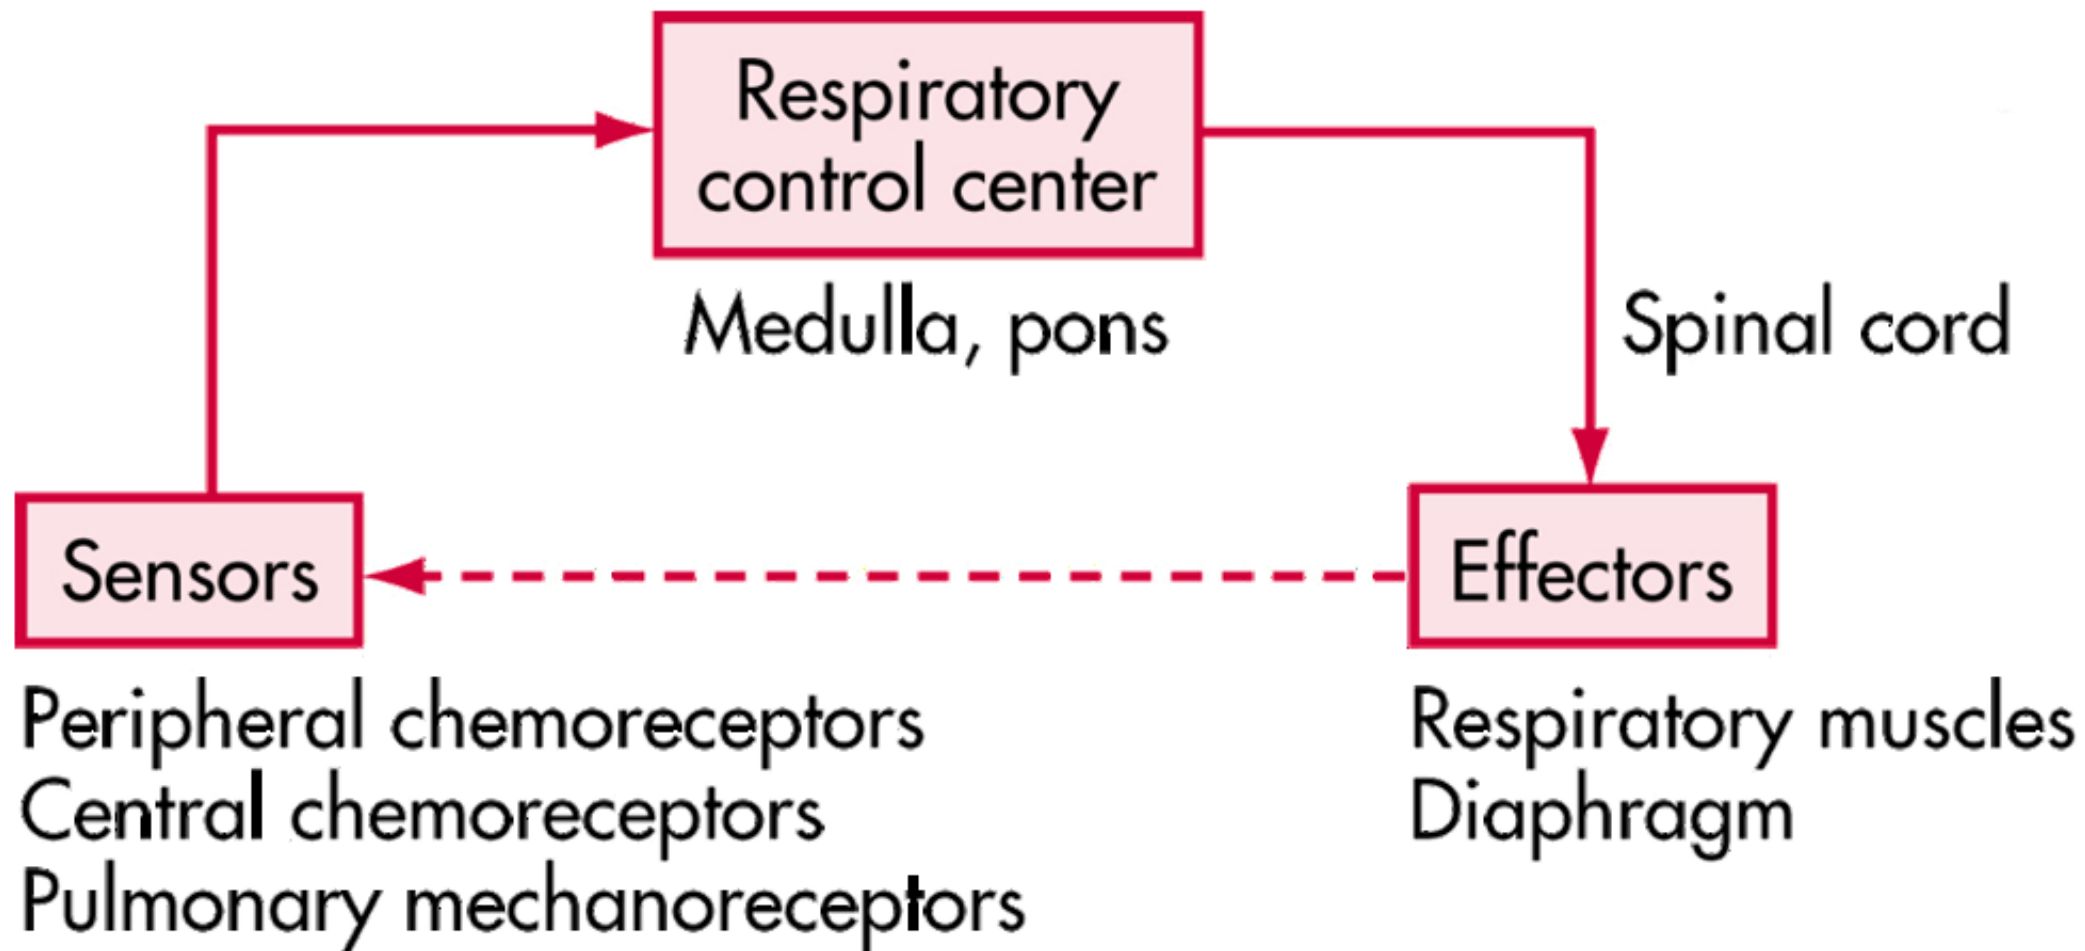 Respiratory
control center
Medulla, pons
Spinal cord
Sensors
Effectors
Peripheral chemoreceptors
Central chemoreceptors
Pulmonary mechanoreceptors
Respiratory muscles
Diaphragm